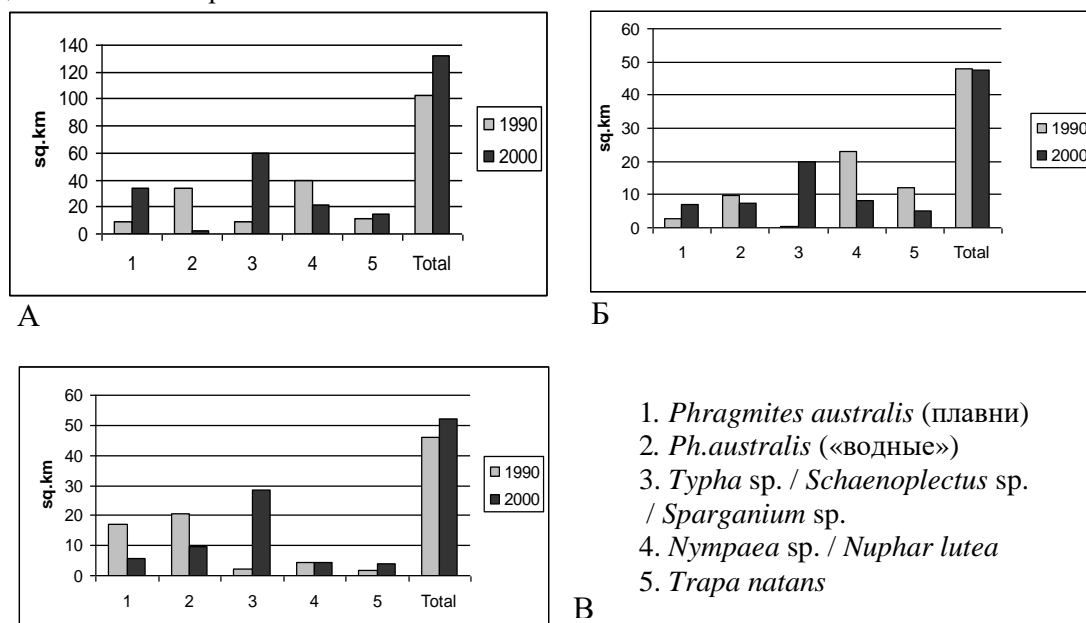 140
120
100
80
60
40
20
0
sq.km
1 2 3 4 5 Total
1990
2000
А
60
50
40
30
20
10
0
sq.km
1 2 3 4 5 Total
1990
2000
Б
60
50
40
30
20
10
0
sq.km
1 2 3 4 5 Total
1990
2000
В
1. Phragmites australis (плавни)
2. Ph.australis («водные»)
3. Typha sp. / Schaenoplectus sp.
/ Sparganium sp.
4. Nympaea sp. / Nuphar lutea
5. Trapa natans